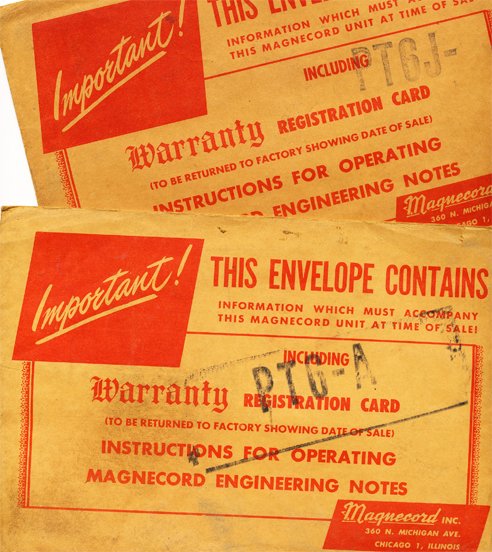 Important!
THIS ENVELOPE
INFORMATION WHICH MUST ACCOMPA
THIS MAGNECORD UNIT AT TIME OF SA
INCLUDING
PT6J-
Warranty REGISTRATION CARD
(TO BE RETURNED TO FACTORY SHOWING DATE OF SALE)
INSTRUCTIONS FOR OPERATING
RD ENGINEERING NOTES
Magnecord
360 N. MICHIGA
CAGO 1,
Important!
THIS ENVELOPE CONTAINS
INFORMATION WHICH MUST ACCOMPANY
THIS MAGNECORD UNIT AT TIME OF SALE!
INCLUDING
PT6-A
Warranty REGISTRATION CARD
(TO BE RETURNED TO FACTORY SHOWING DATE OF SALE)
INSTRUCTIONS FOR OPERATING
MAGNECORD ENGINEERING NOTES
Magnecord INC.
360 N. MICHIGAN AVE.
CHICAGO 1, ILLINOIS